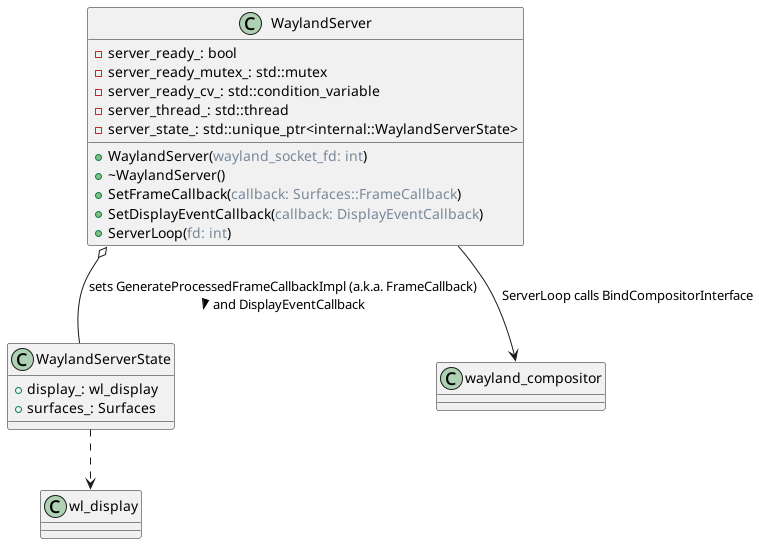 C WaylandServer
server_ready_: bool
server_ready_mutex_: std::mutex
server_ready_cv_: std::condition_variable
server_thread_: std::thread
server_state_: std::unique_ptr<internal::WaylandServerState>
WaylandServer(wayland_socket_fd: int)
~WaylandServer()
SetFrameCallback(callback: Surfaces::FrameCallback)
SetDisplayEventCallback(callback: DisplayEventCallback)
ServerLoop(fd: int)
sets GenerateProcessedFrameCallbackImpl (a.k.a. FrameCallback)
and DisplayEventCallback
ServerLoop calls BindCompositorInterface
C WaylandServerState
display_: wl_display
surfaces_: Surfaces
C wayland_compositor
C wl_display